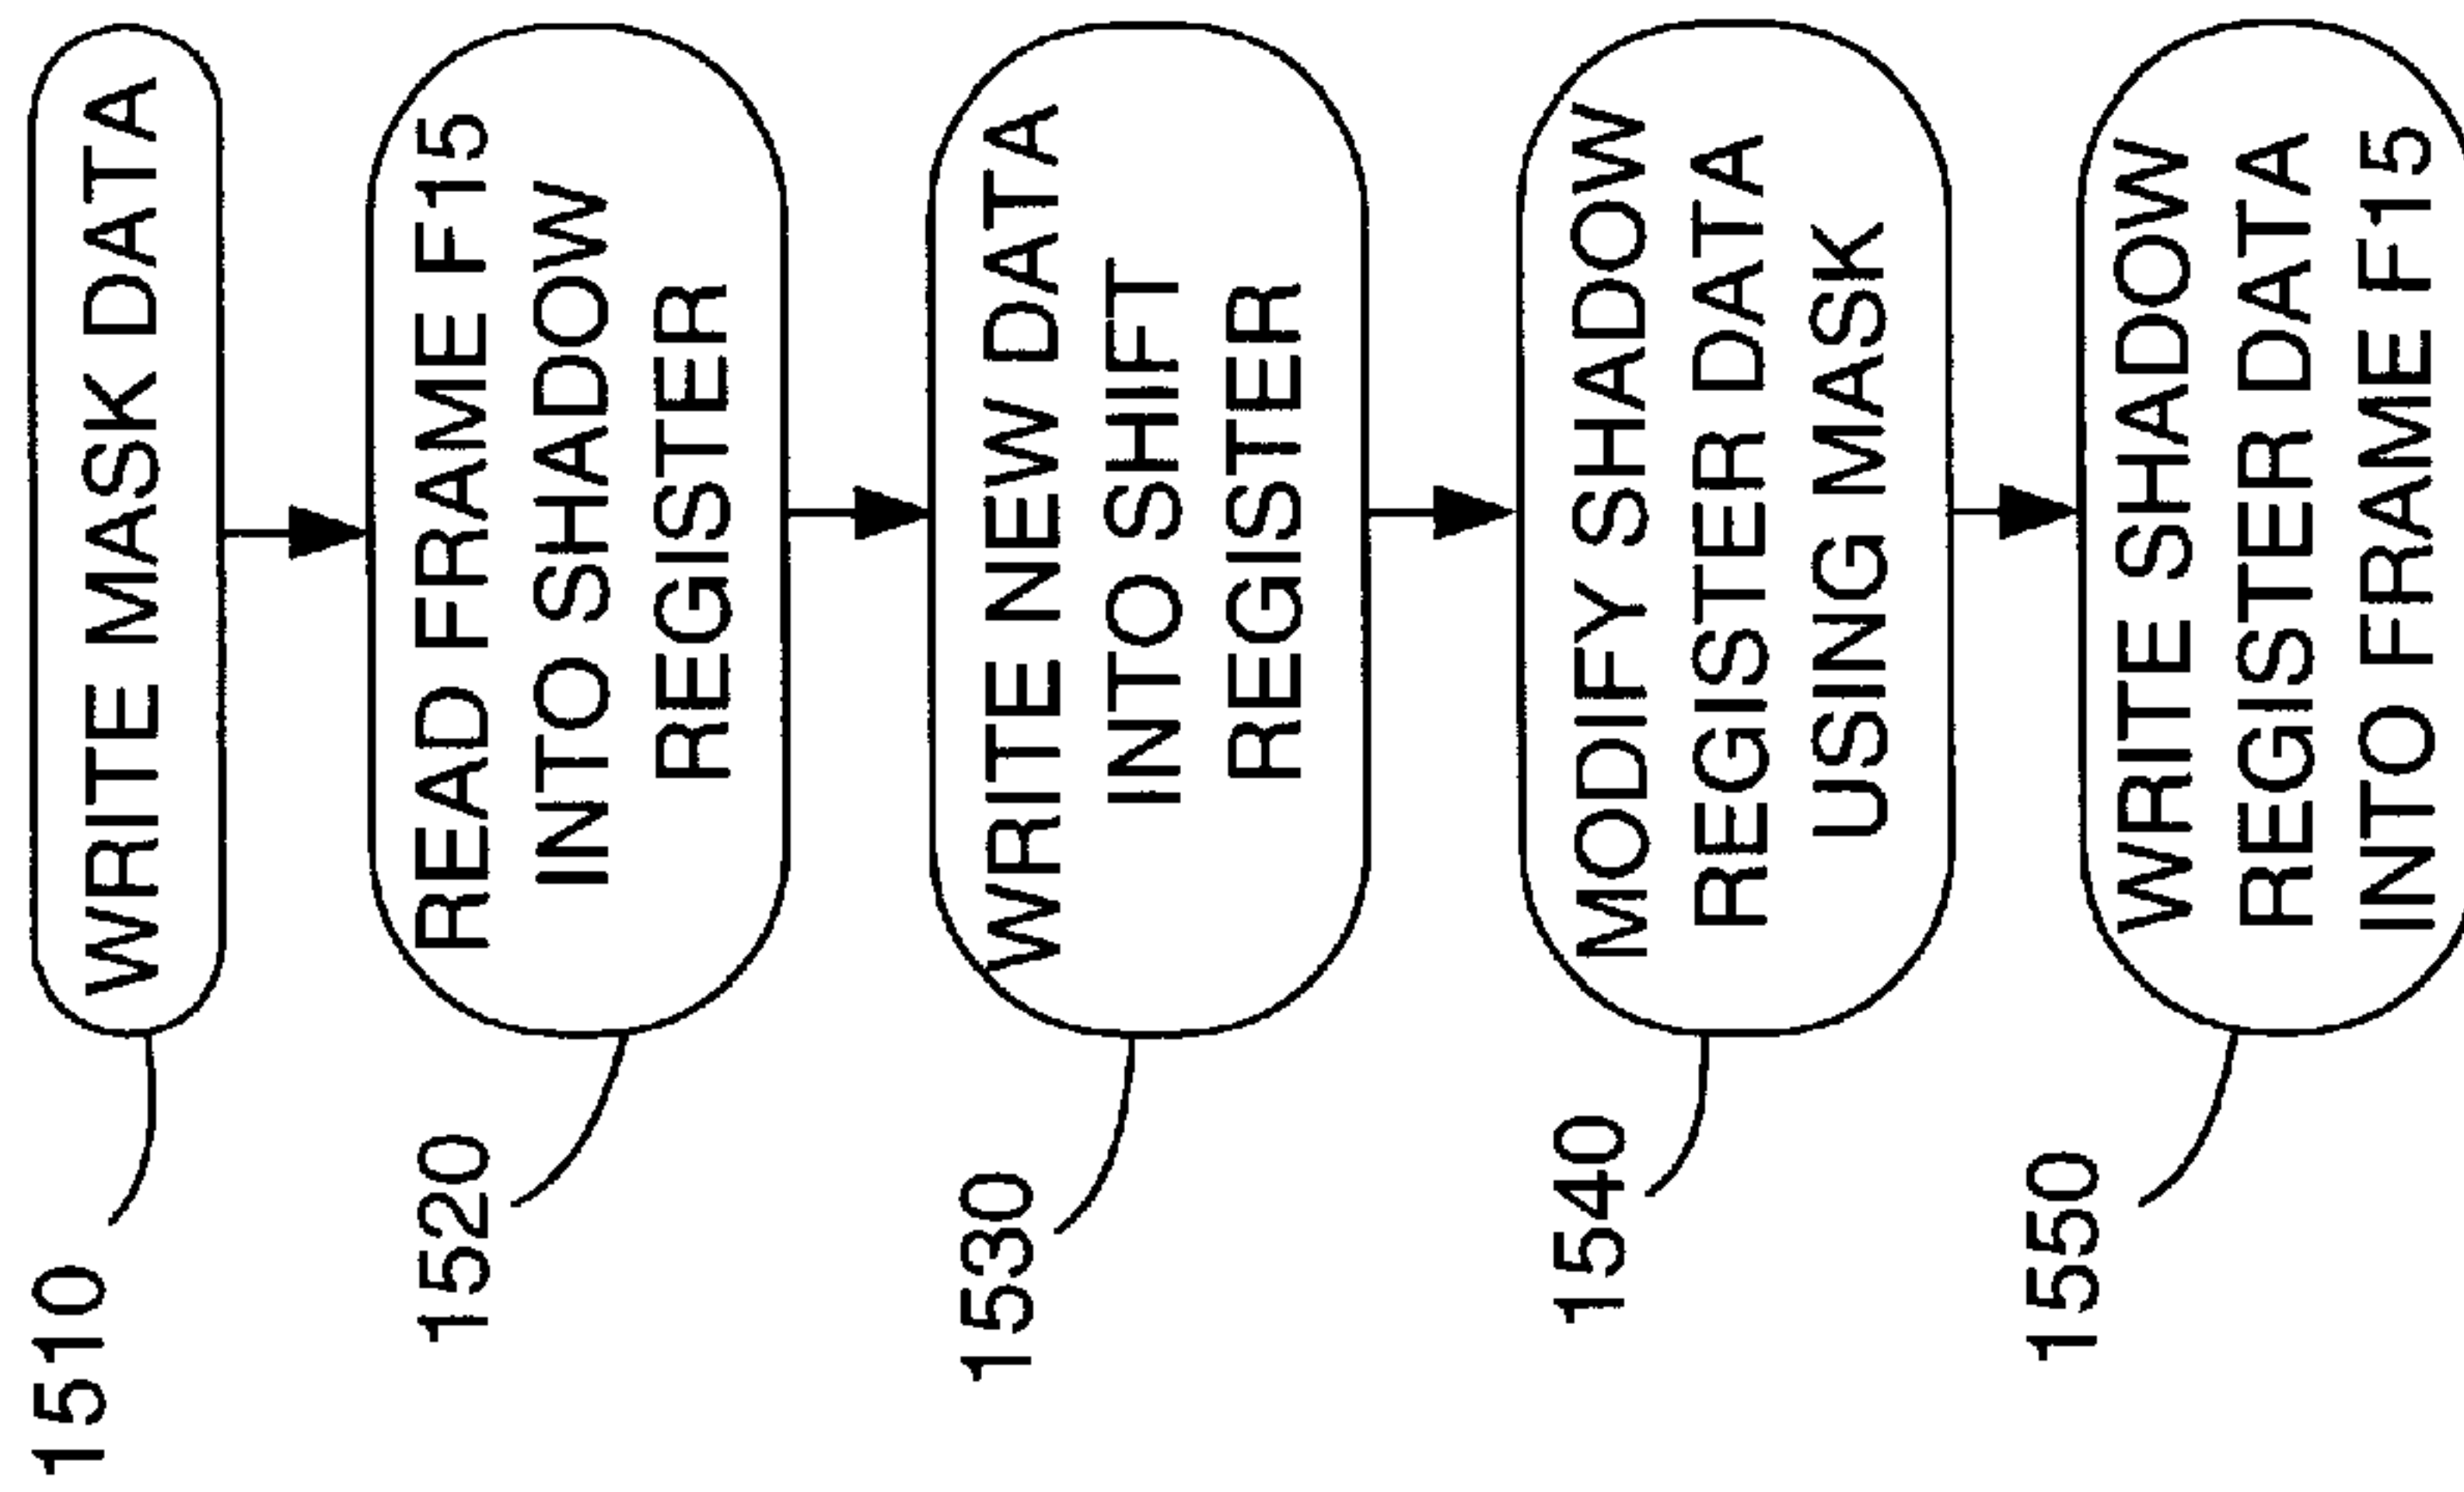 1510
WRITE MASK DATA
1520
READ FRAME F15
INTO SHADOW
REGISTER
1530
WRITE NEW DATA
INTO SHIFT
REGISTER
1540
MODIFY SHADOW
REGISTER DATA
USING MASK
1550
WRITE SHADOW
REGISTER DATA
INTO FRAME F15